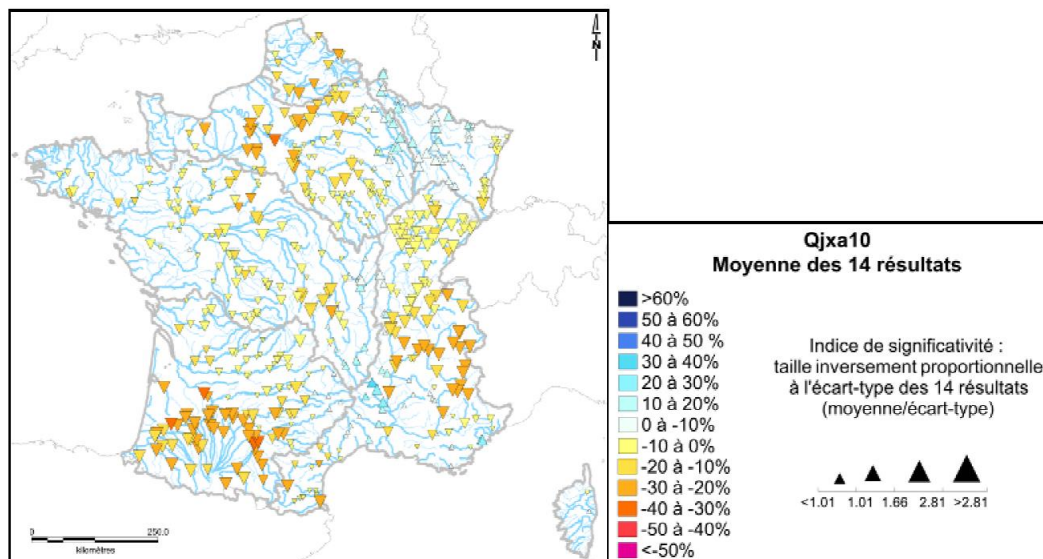 N
0 250.0
kilomètres
Qjxa10
Moyenne des 14 résultats
>60%
50 à 60%
40 à 50 %
30 à 40%
20 à 30%
10 à 20%
0 à -10%
-10 à 0%
-20 à -10%
-30 à -20%
-40 à -30%
-50 à -40%
<-50%
Indice de significativité :
taille inversement proportionnelle
à l'écart-type des 14 résultats
(moyenne/écart-type)
<1.01 1.01 1.66 2.81 >2.81